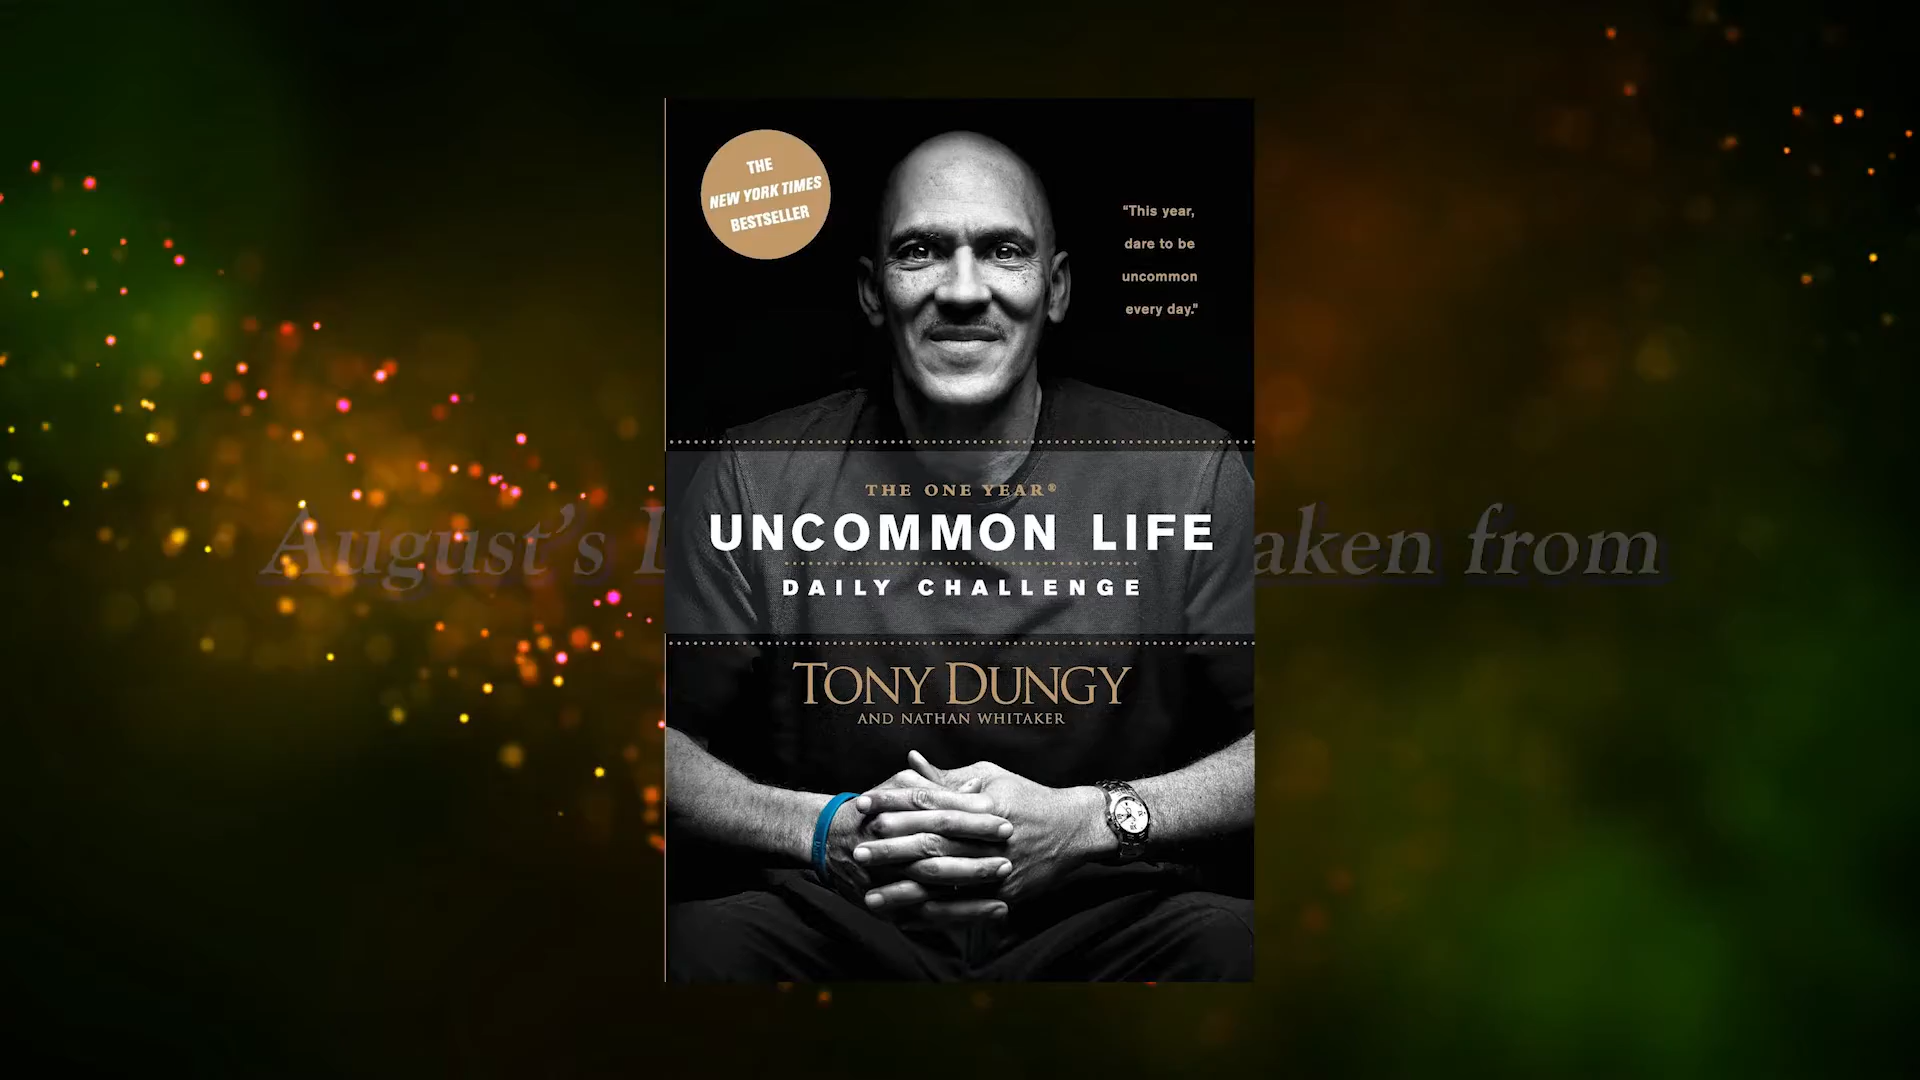 THE
NEW YORK TIMES
BESTSELLER
"This year,
dare to be
uncommon
every day."
THE ONE YEAR®
UNCOMMON LIFE
DAILY CHALLENGE
August's
from
TONY DUNGY
AND NATHAN WHITAKER